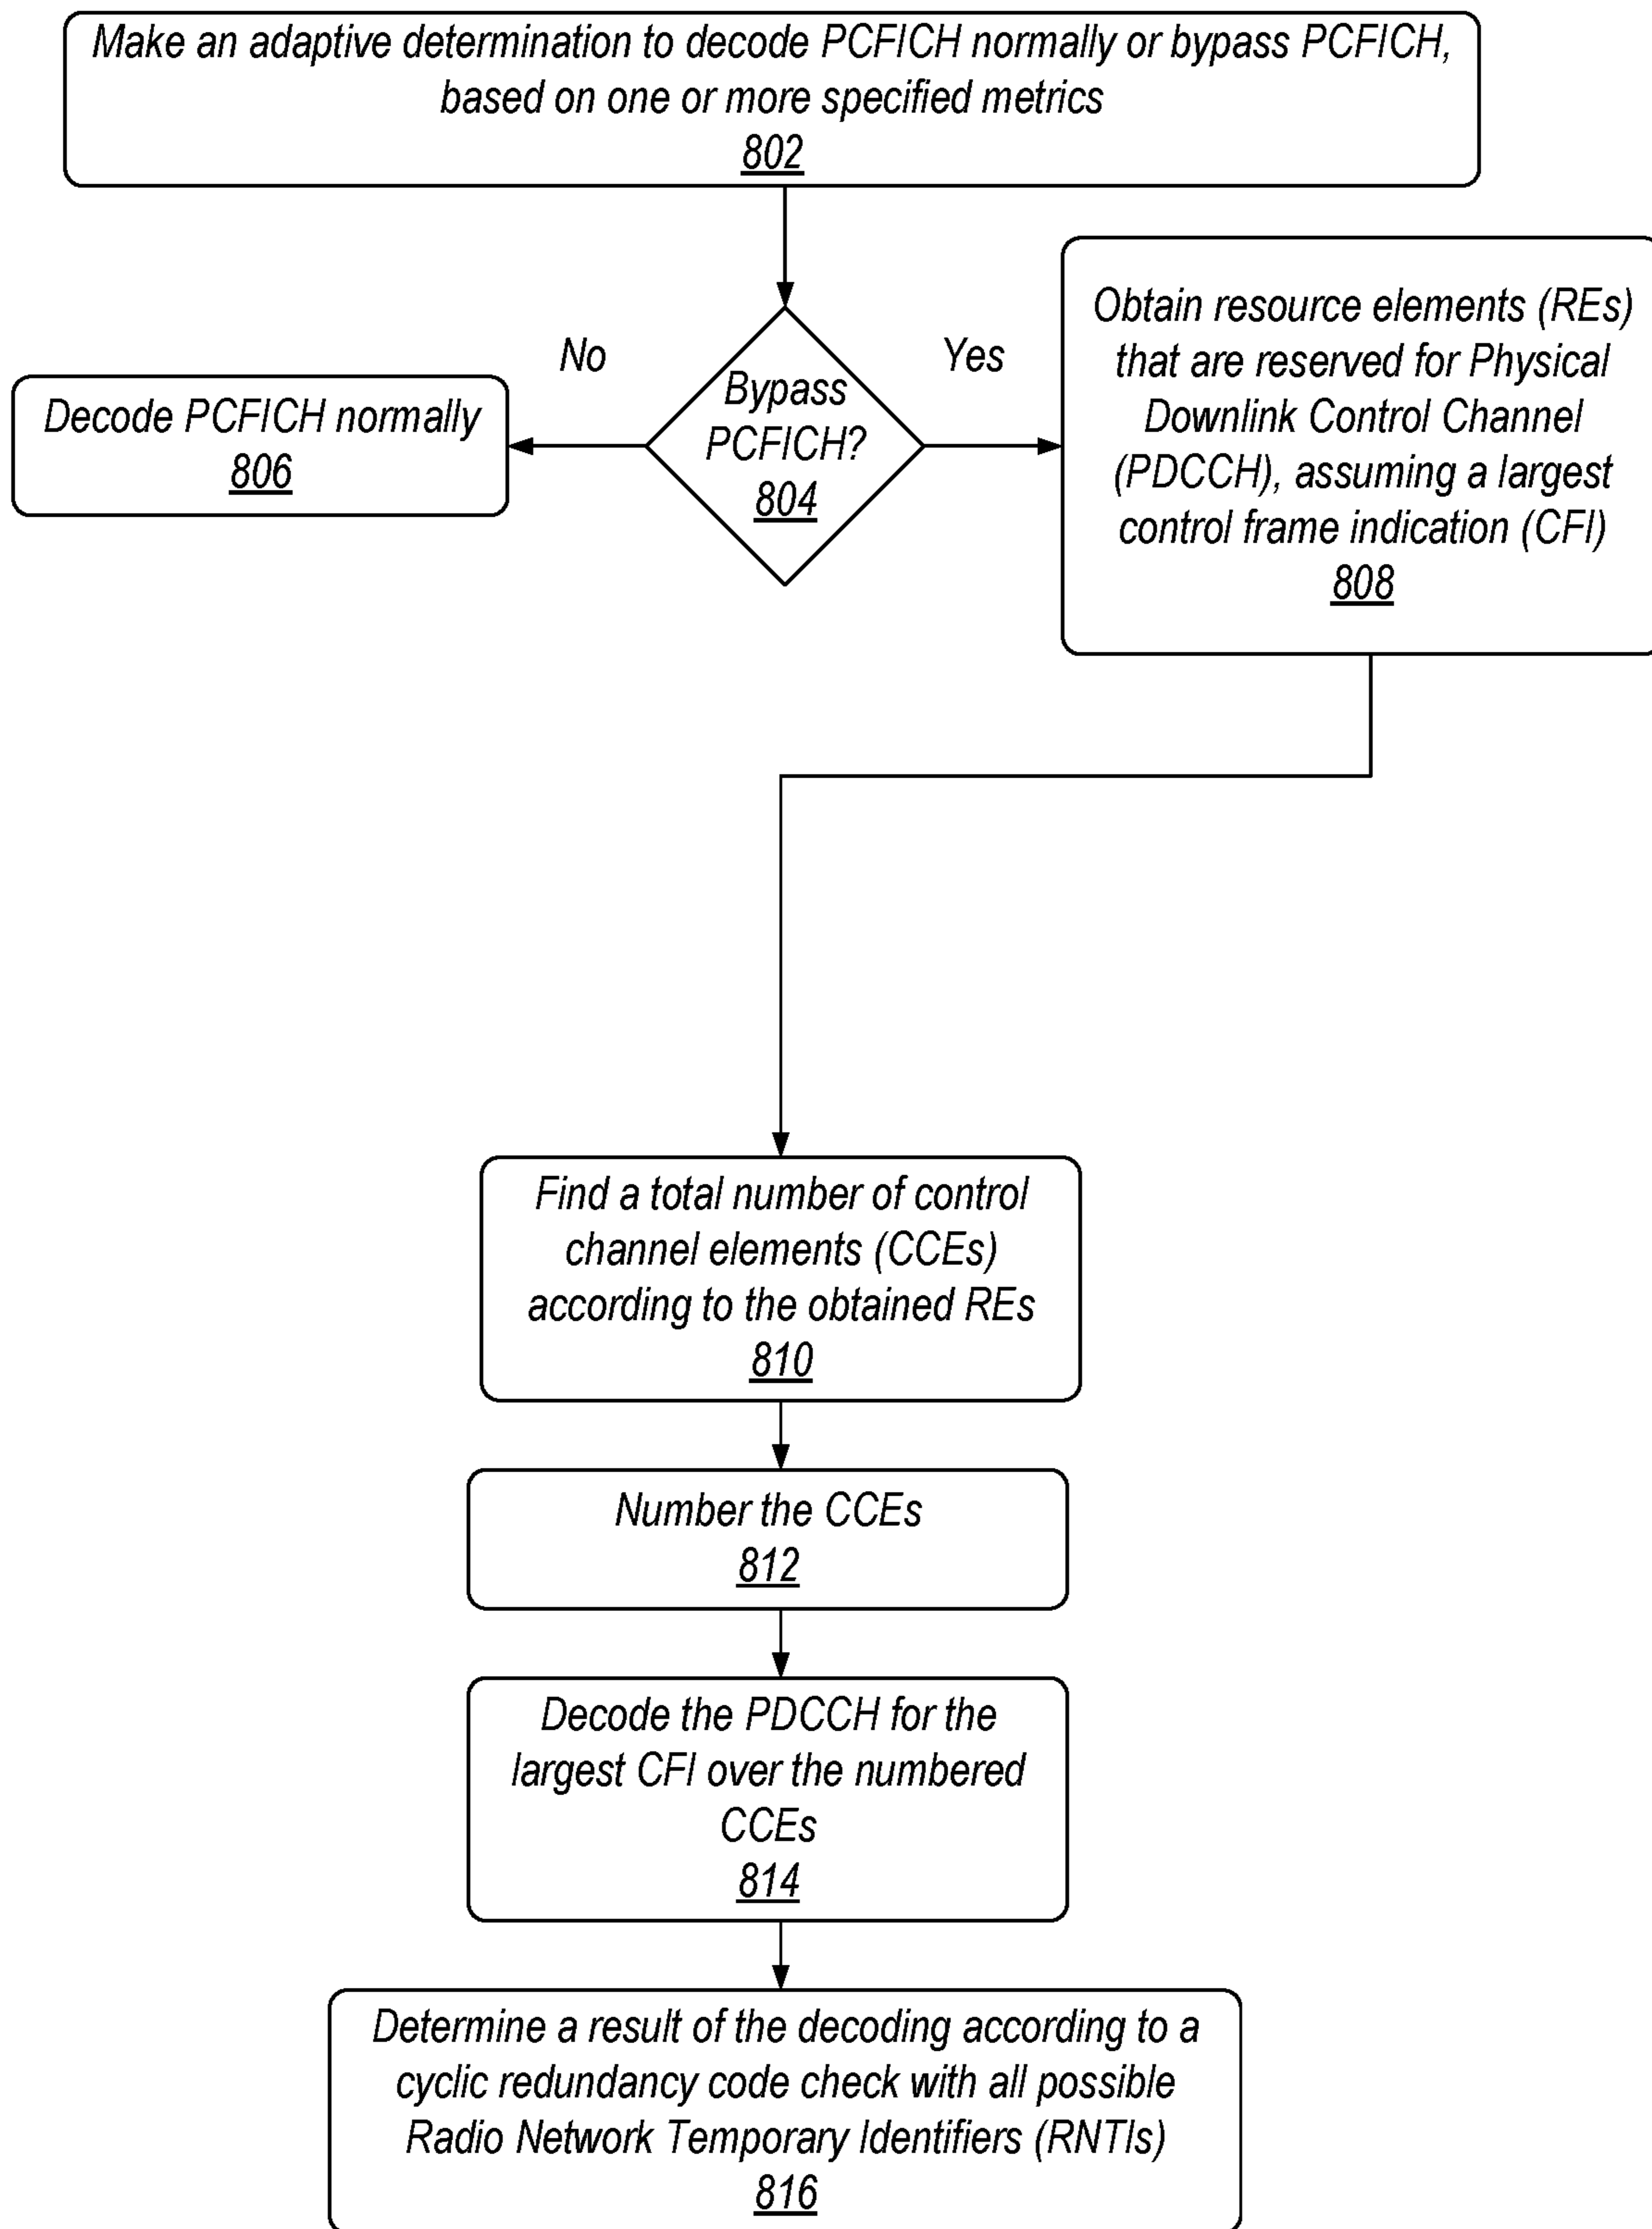 Make an adaptive determination to decode PCFICH normally or bypass PCFICH,
based on one or more specified metrics
802
No
Yes
Bypass
PCFICH?
804
Decode PCFICH normally
806
Obtain resource elements (REs)
that are reserved for Physical
Downlink Control Channel
(PDCCH), assuming a largest
control frame indication (CFI)
808
Find a total number of control
channel elements (CCEs)
according to the obtained REs
810
Number the CCEs
812
Decode the PDCCH for the
largest CFI over the numbered
CCEs
814
Determine a result of the decoding according to a
cyclic redundancy code check with all possible
Radio Network Temporary Identifiers (RNTIs)
816